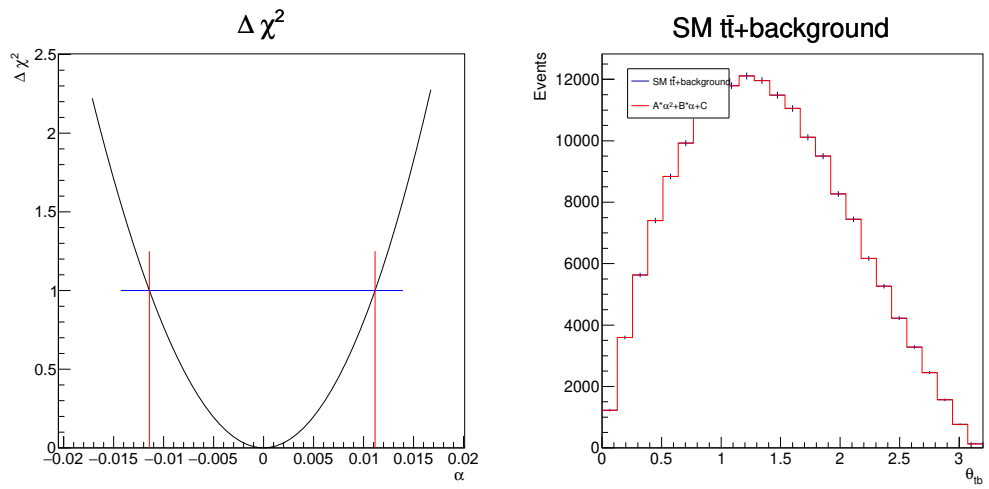 Δ χ²
Δ χ²
2.5
2
1.5
1
0.5
0
−0.02 −0.015 −0.01 −0.005 0 0.005 0.01 0.015 0.02
α
SM tt̄+background
Events
SM tt̄+background
A*α²+B*α+C
12000
10000
8000
6000
4000
2000
0
0 0.5 1 1.5 2 2.5 3
θtb